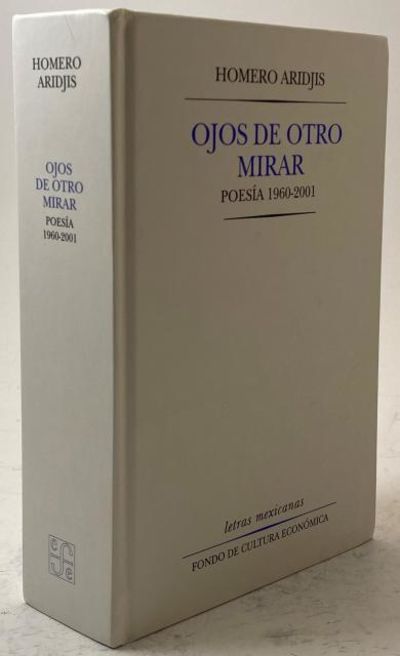 HOMERO
ARIDJIS
OJOS
DE OTRO
MIRAR
POESÍA
1960-2001
HOMERO ARIDJIS
OJOS DE OTRO
MIRAR
POESÍA 1960-2001
letras mexicanas
FONDO DE CULTURA ECONÓMICA